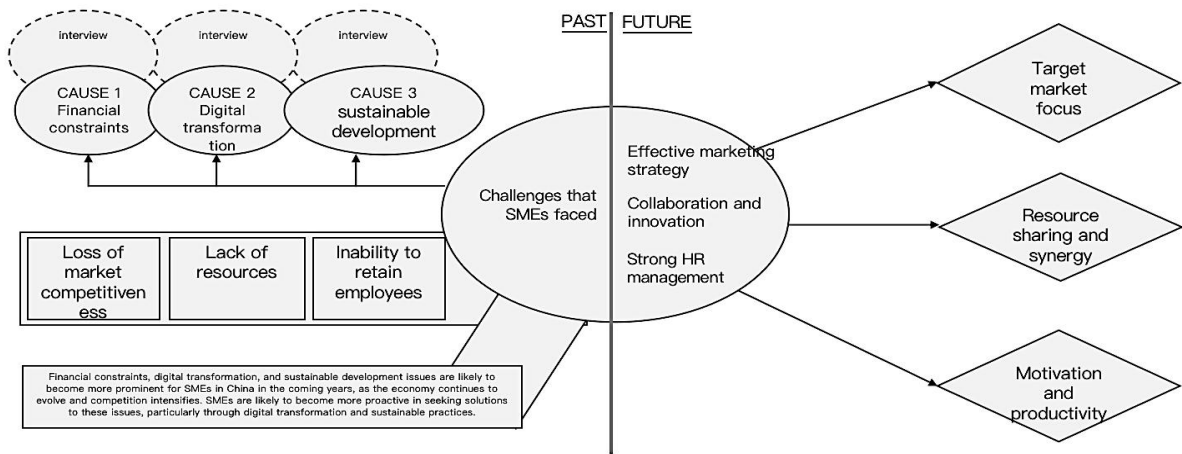 PAST
FUTURE
interview
interview
interview
CAUSE 1
Financial
constraints
CAUSE 2
Digital
transforma
tion
CAUSE 3
sustainable
development
Challenges that
SMEs faced
Effective marketing
strategy
Collaboration and
innovation
Strong HR
management
Target
market
focus
Resource
sharing and
synergy
Motivation
and
productivity
Loss of
market
competitiven
ess
Lack of
resources
Inability to
retain
employees
Financial constraints, digital transformation, and sustainable development issues are likely to
become more prominent for SMEs in China in the coming years, as the economy continues to
evolve and competition intensifies. SMEs are likely to become more proactive in seeking solutions
to these issues, particularly through digital transformation and sustainable practices.